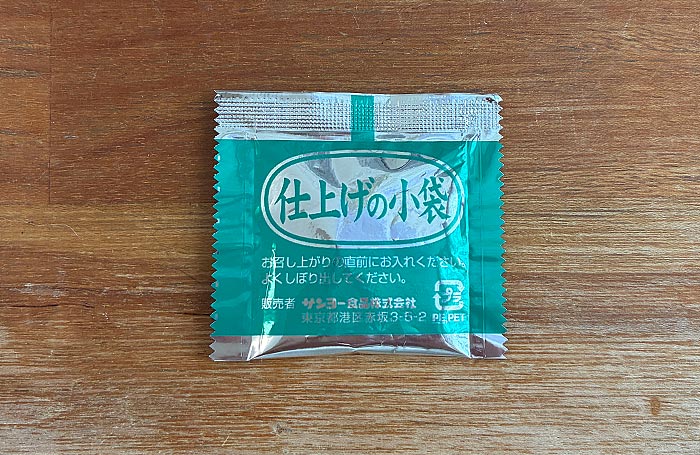 仕上げの小袋
お召し上がりの直前にお入れください。
よくしぼり出してください。
販売者 サンヨー食品株式会社
東京都港区赤坂3-5-2
プラ
PE,PET